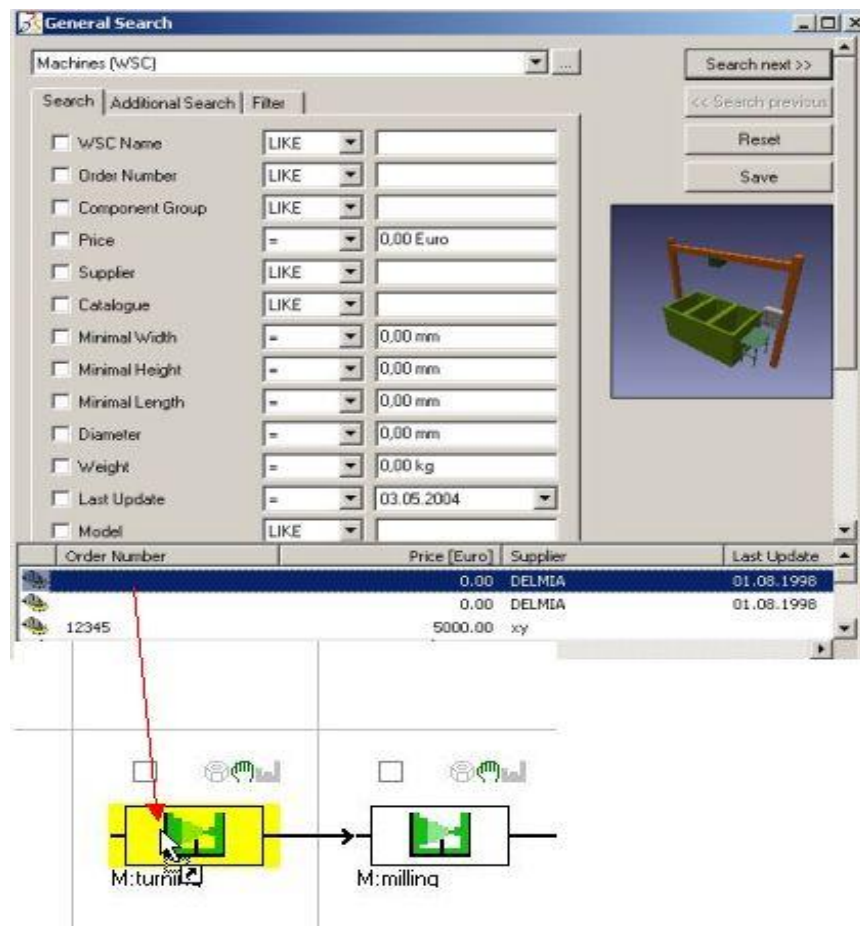 General Search
Machines (WSC)
...
Search next >>
Search Additional Search Filter
<< Search previous
WSC Name LIKE
Reset
Order Number LIKE
Save
Component Group LIKE
Price = 0,00 Euro
Supplier LIKE
Catalogue LIKE
Minimal Width = 0,00 mm
Minimal Height = 0,00 mm
Minimal Length = 0,00 mm
Diameter = 0,00 mm
Weight = 0,00 kg
Last Update = 03.05.2004
Model LIKE
Order Number Price [Euro] Supplier Last Update
0.00 DELMIA 01.08.1998
0.00 DELMIA 01.08.1998
12345 5000.00 xy
M:turning M:milling